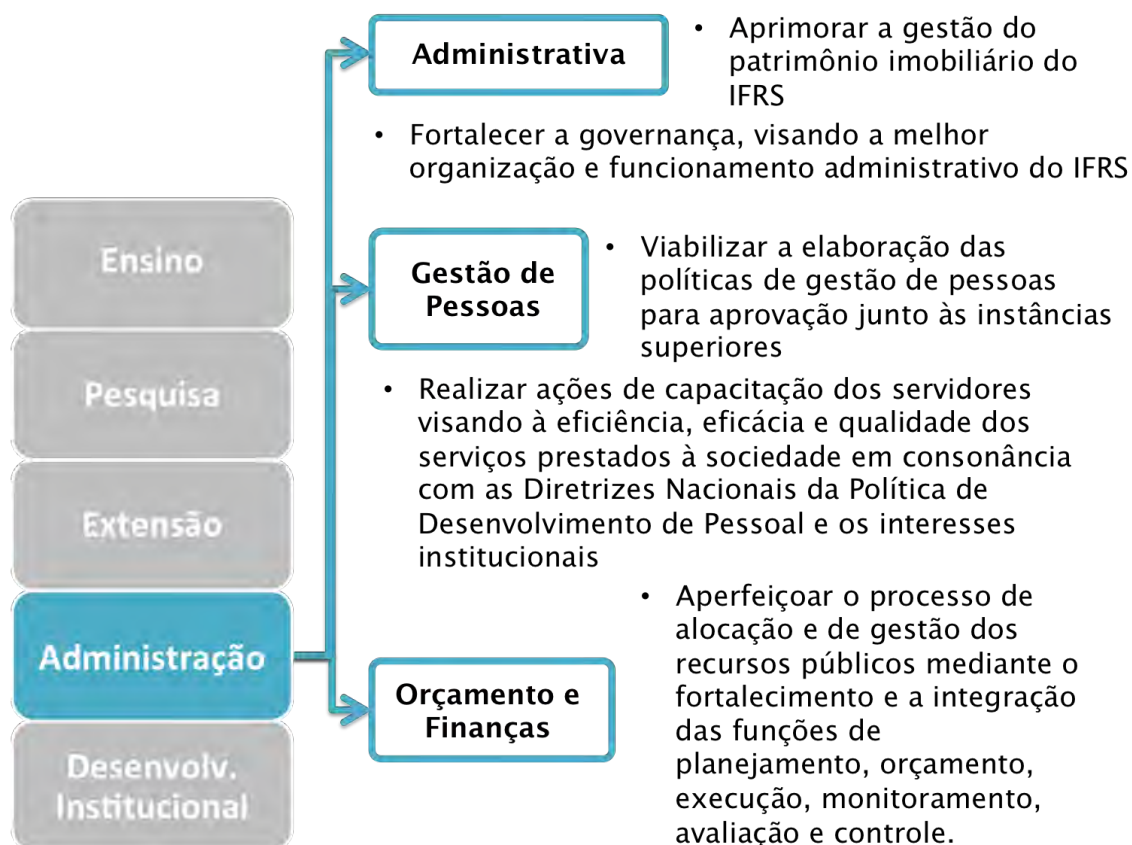 Ensino
Pesquisa
Extensão
Administração
Desenvolv.
Institucional
Administrativa
• Aprimorar a gestão do
patrimônio imobiliário do
IFRS
• Fortalecer a governança, visando a melhor
organização e funcionamento administrativo do IFRS
Gestão de
Pessoas
• Viabilizar a elaboração das
políticas de gestão de pessoas
para aprovação junto às instâncias
superiores
• Realizar ações de capacitação dos servidores
visando à eficiência, eficácia e qualidade dos
serviços prestados à sociedade em consonância
com as Diretrizes Nacionais da Política de
Desenvolvimento de Pessoal e os interesses
institucionais
Orçamento e
Finanças
• Aperfeiçoar o processo de
alocação e de gestão dos
recursos públicos mediante o
fortalecimento e a integração
das funções de
planejamento, orçamento,
execução, monitoramento,
avaliação e controle.